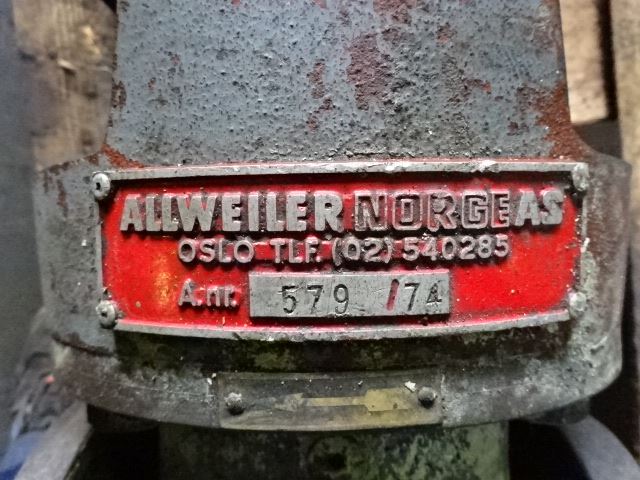 ALLWEILER NORGE AS
OSLO TLF. (02) 540285
A.nr. 579 /74